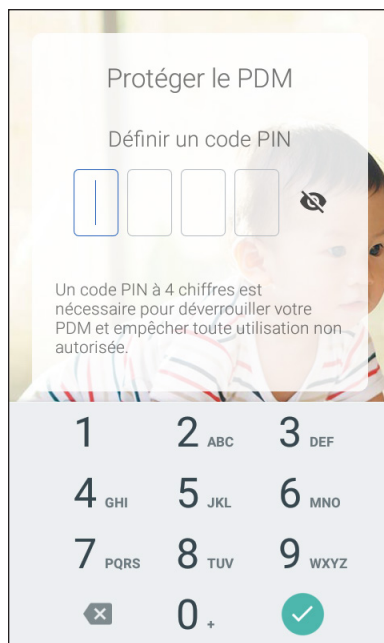 Protéger le PDM
Définir un code PIN
Un code PIN à 4 chiffres est
nécessaire pour déverrouiller votre
PDM et empêcher toute utilisation non
autorisée.
1 2 ABC 3 DEF
4 GHI 5 JKL 6 MNO
7 PQRS 8 TUV 9 WXYZ
0 +